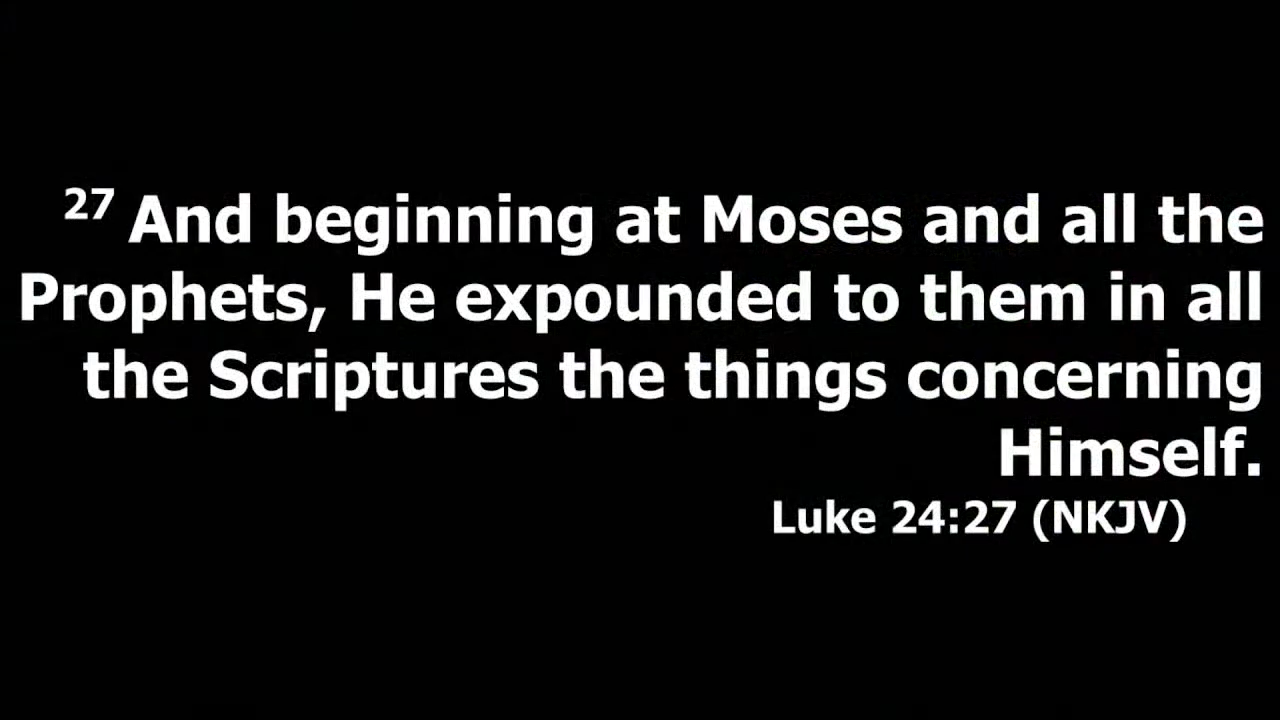 27 And beginning at Moses and all the
Prophets, He expounded to them in all
the Scriptures the things concerning
Himself.
Luke 24:27 (NKJV)